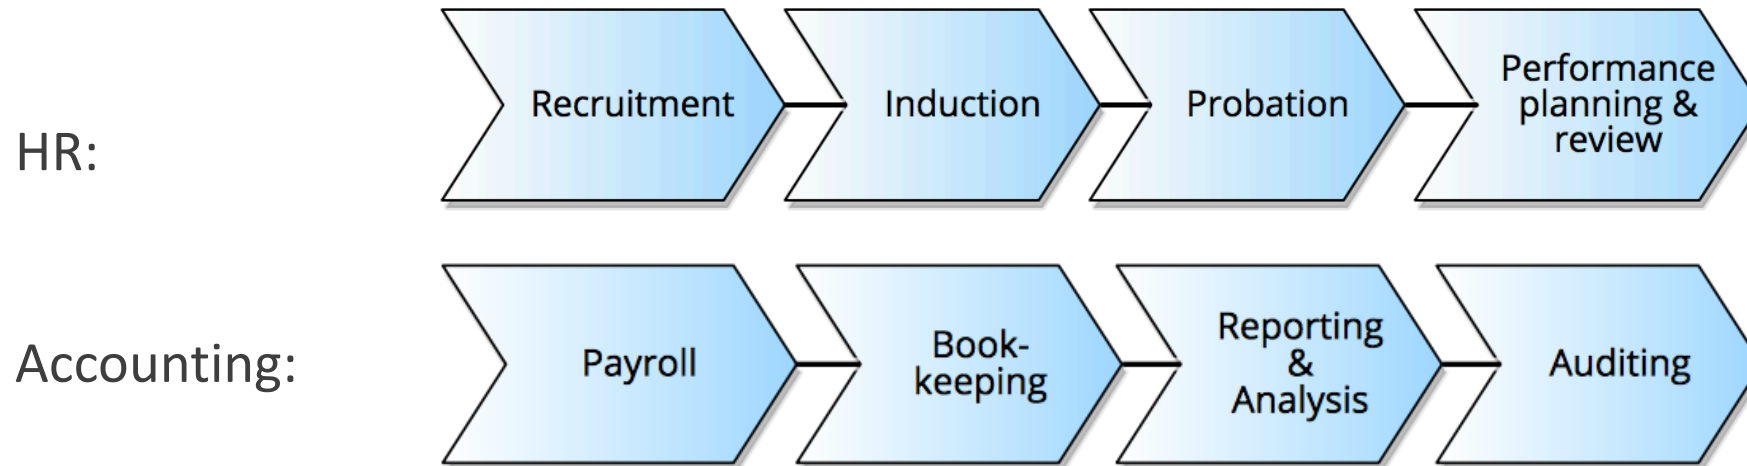 HR:
Recruitment
Induction
Probation
Performance
planning &
review
Accounting:
Payroll
Book-
keeping
Reporting
&
Analysis
Auditing